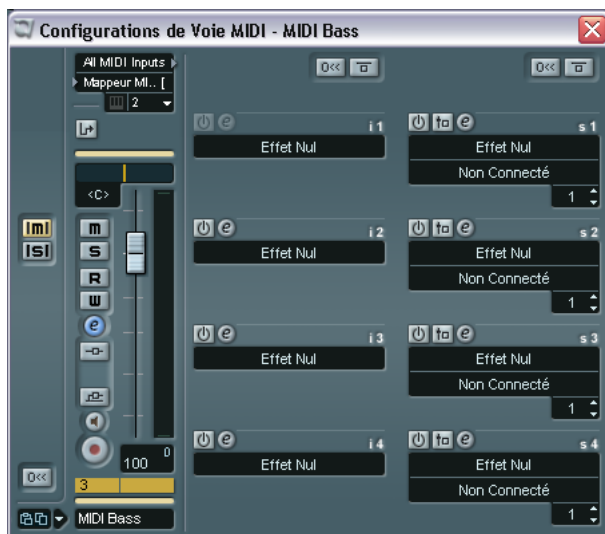 Configurations de Voie MIDI - MIDI Bass
All MIDI Inputs
Mappeur MI.. [
2
<C>
m
S
R
W
e
|m|
|S|
0
100
3
MIDI Bass
0<<
0<<
0<<
e
i 1
Effet Nul
e
i 2
Effet Nul
e
i 3
Effet Nul
e
i 4
Effet Nul
e
s 1
Effet Nul
Non Connecté
1
e
s 2
Effet Nul
Non Connecté
1
e
s 3
Effet Nul
Non Connecté
1
e
s 4
Effet Nul
Non Connecté
1